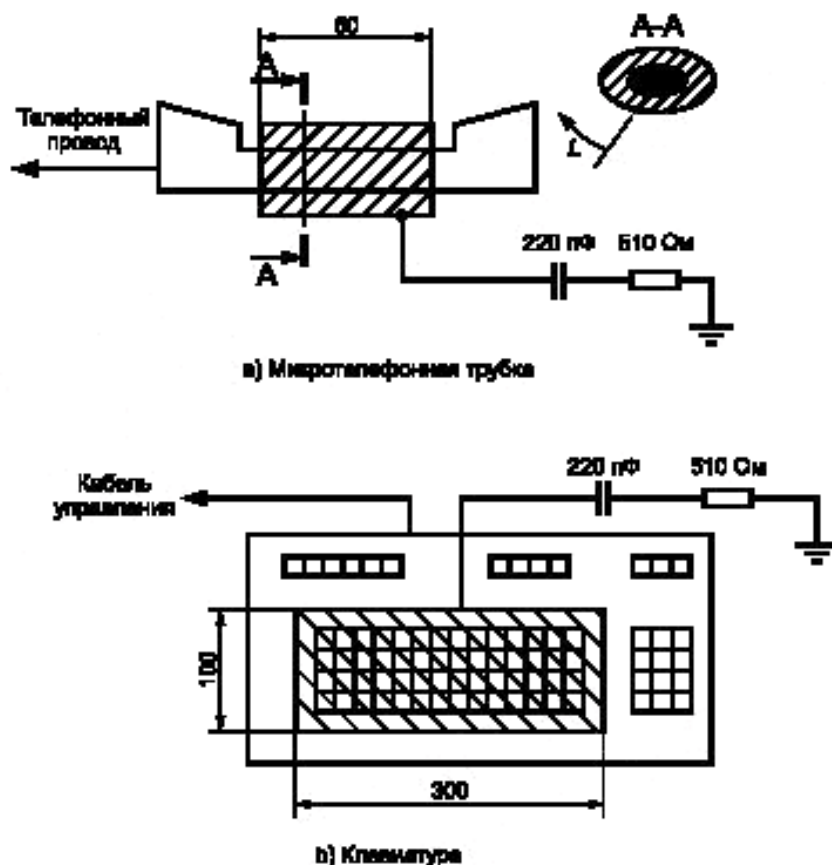 60
A
A–A
Телефонный
провод
r
A
220 пФ 510 Ом
а) Микротелефонная трубка
Кабель
управления
220 пФ 510 Ом
100
300
b) Клавиатура